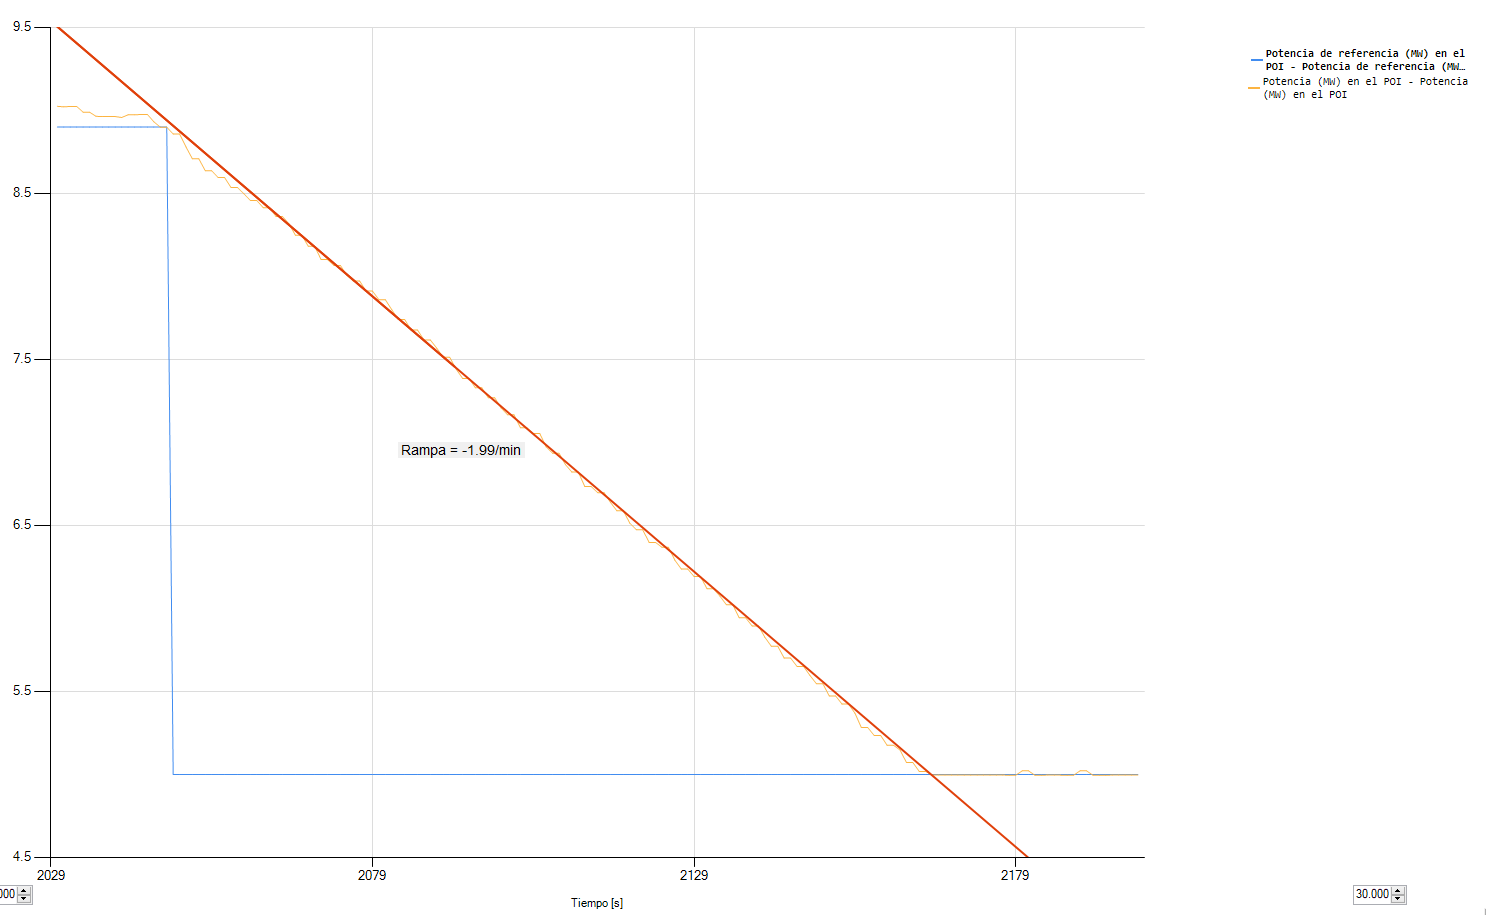 9.5
8.5
7.5
6.5
5.5
4.5
2029
2079
2129
2179
Rampa = -1.99/min
Potencia de referencia (MW) en el
POI - Potencia de referencia (MW…
Potencia (MW) en el POI - Potencia
(MW) en el POI
000
30.000
Tiempo [s]